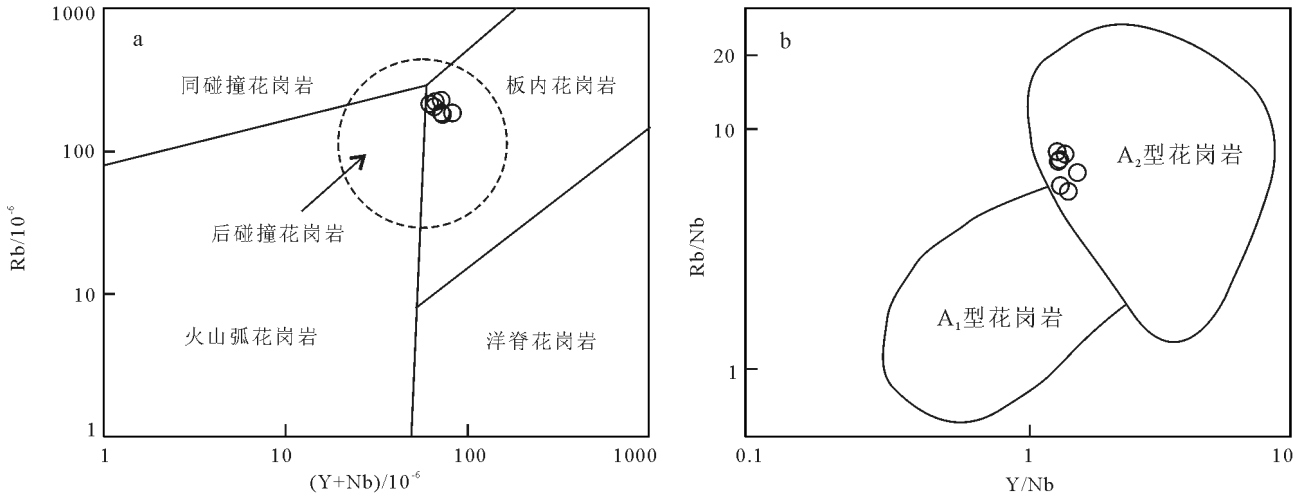 a
1000
100
10
1
Rb/10⁻⁶
同碰撞花岗岩
板内花岗岩
后碰撞花岗岩
火山弧花岗岩
洋脊花岗岩
1
10
100
1000
(Y+Nb)/10⁻⁶
b
20
10
1
Rb/Nb
A₂型花岗岩
A₁型花岗岩
0.1
1
10
Y/Nb